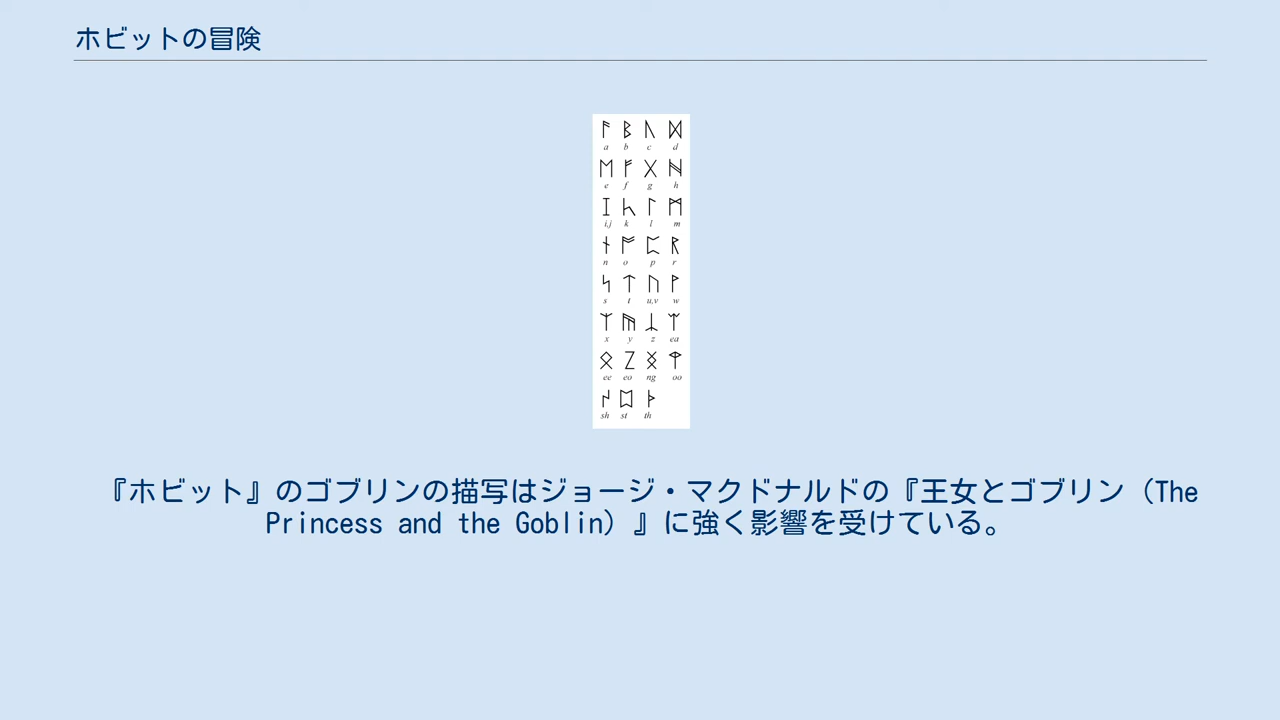 ホビットの冒険
ᚪ ᛒ ᚳ ᛞ
a b c d
ᛖ ᚠ ᚷ ᚻ
e f g h
ᛁ ᛱ ᛚ ᛗ
i,j k l m
ᚾ ᚩ ᛈ ᚱ
n o p r
ᛋ ᛏ ᚢ ᚹ
s t u,v w
ᛉ ᚣ ᛣ ᛠ
x y z ea
ᛟ ᛇ ᛝ ᛳ
ee eo ng oo
ᛲ ᛥ ᚦ
sh st th
『ホビット』のゴブリンの描写はジョージ・マクドナルドの『王女とゴブリン（The
Princess and the Goblin）』に強く影響を受けている。